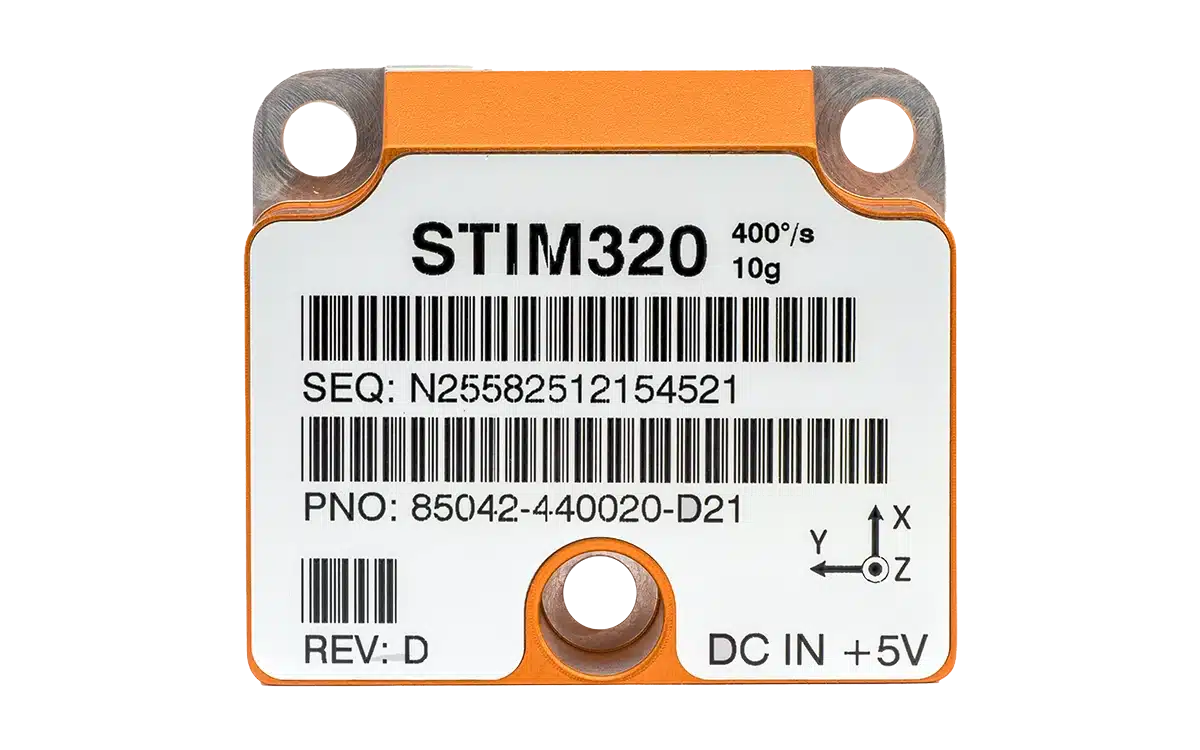 STIM320
400°/s
10g
SEQ: N25582512154521
PNO: 85042-440020-D21
X
Y
Z
REV: D
DC IN +5V